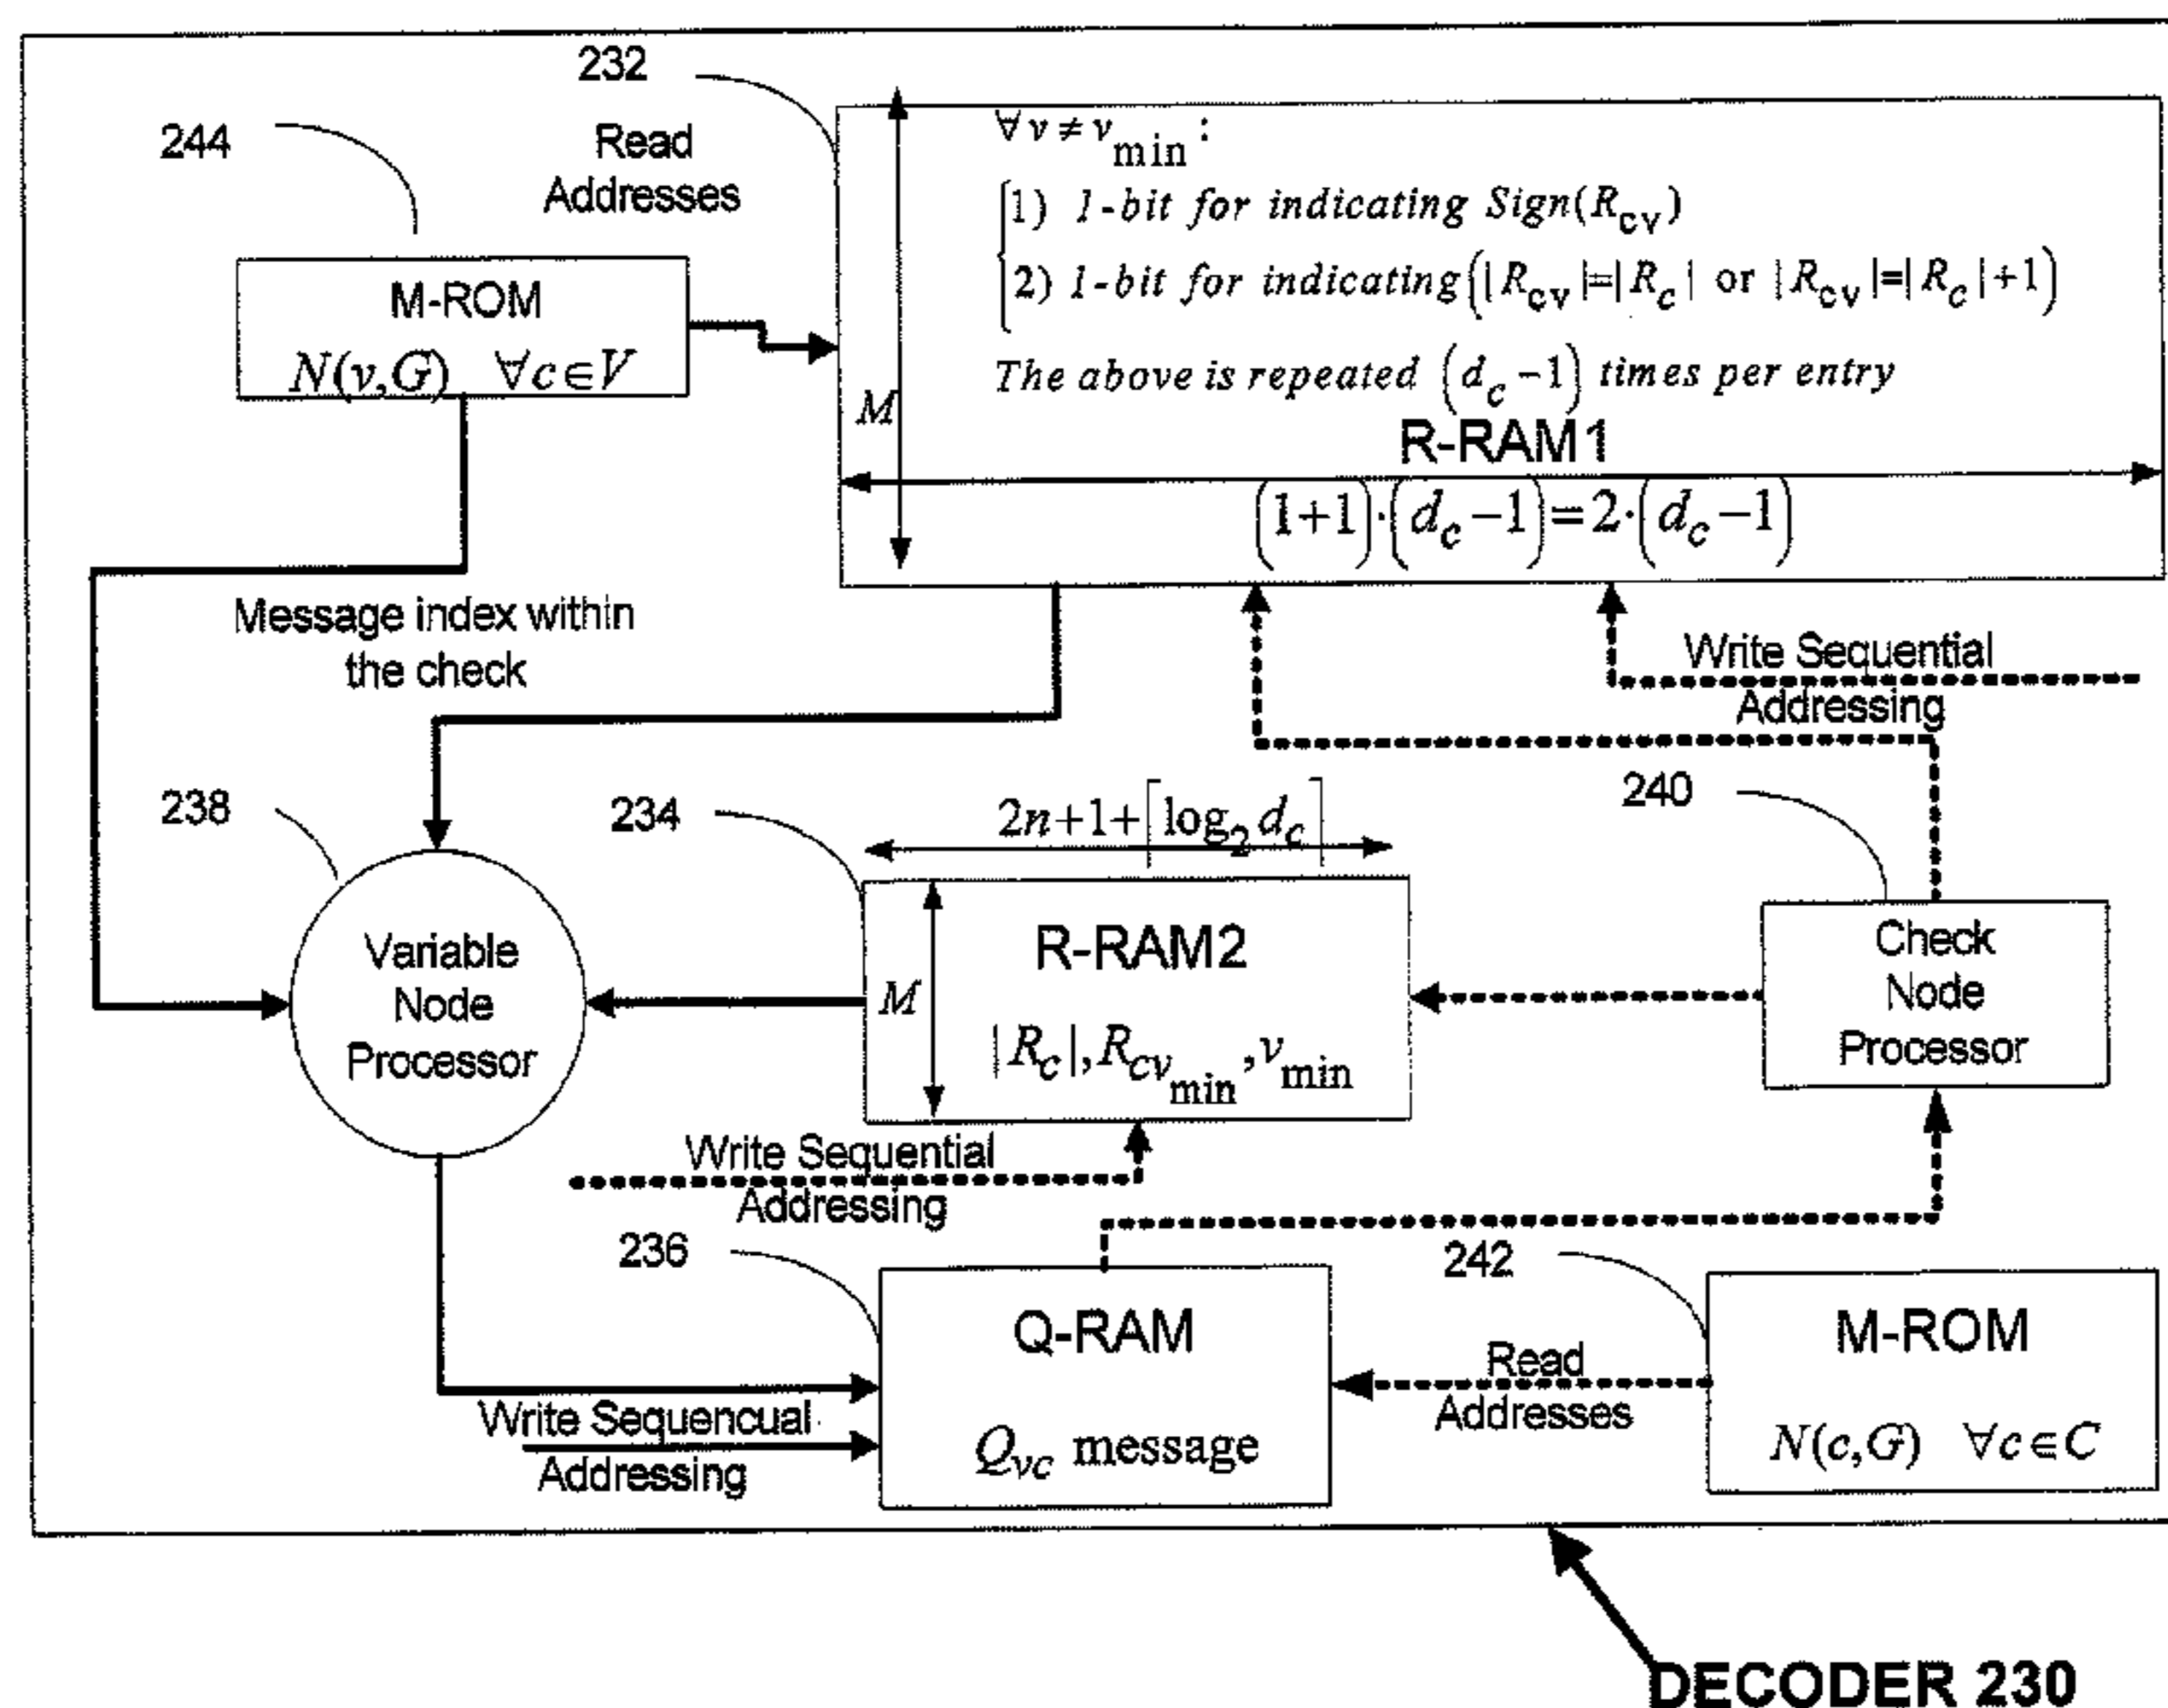 232
244
Read
Addresses
∀v≠v_min:
1) 1-bit for indicating Sign(R_cv)
2) 1-bit for indicating(|R_cv|=|R_c| or |R_cv|=|R_c|+1)
The above is repeated (d_c-1) times per entry
M
R-RAM1
(1+1)·(d_c-1)=2·(d_c-1)
M-ROM
N(v,G) ∀c∈V
Message index within
the check
Write Sequential
Addressing
238
234
2n+1+⌈log_2 d_c⌉
240
Variable
Node
Processor
R-RAM2
M
|R_c|, R_cv_min, v_min
Check
Node
Processor
Write Sequential
Addressing
236
242
Q-RAM
Q_vc message
Read
Addresses
M-ROM
N(c,G) ∀c∈C
Write Sequencual
Addressing
DECODER 230